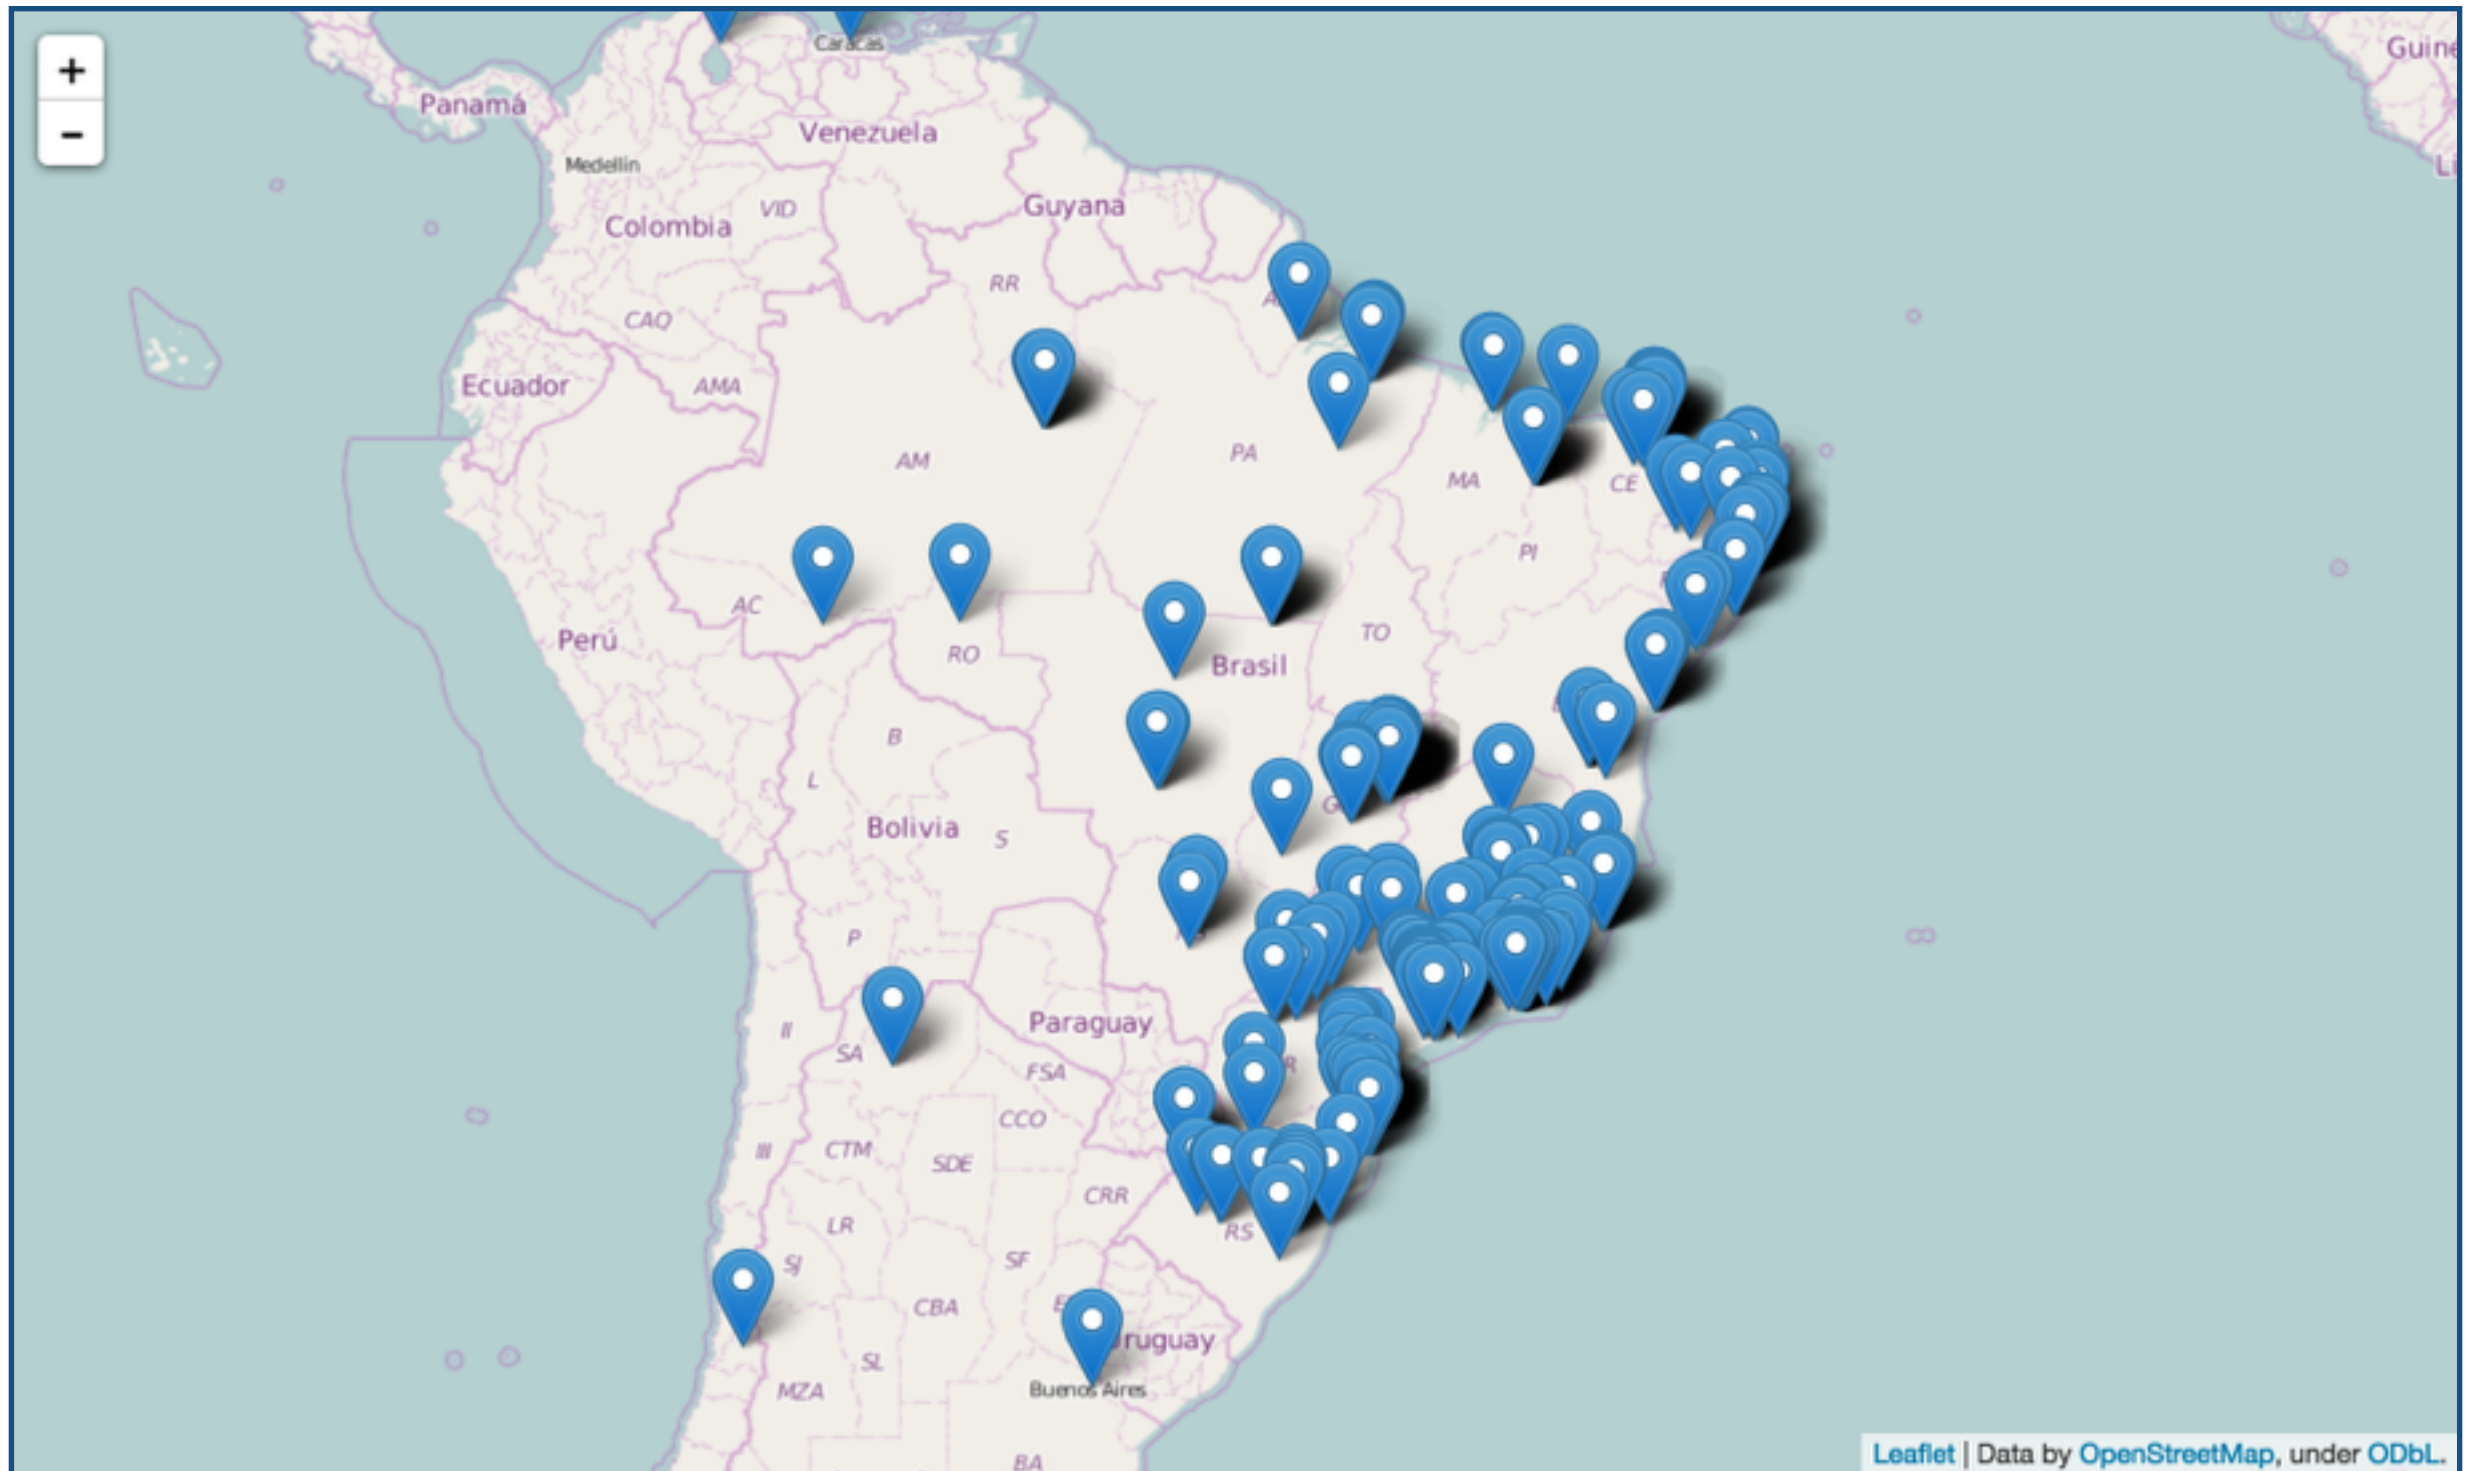 +
−
Caracas
Guine
Panamá
Venezuela
Medellín
Li
Guyana
VID
Colombia
RR
CAQ
Ecuador
AMA
AM
PA
MA
CE
PI
AC
TO
Perú
RO
Brasil
B
L
Bolivia
S
P
Paraguay
II
SA
FSA
CCO
III
CTM
SDE
CRR
LR
RS
SJ
SF
CBA
ruguay
SL
MZA
Buenos Aires
BA
Leaflet | Data by OpenStreetMap, under ODbL.